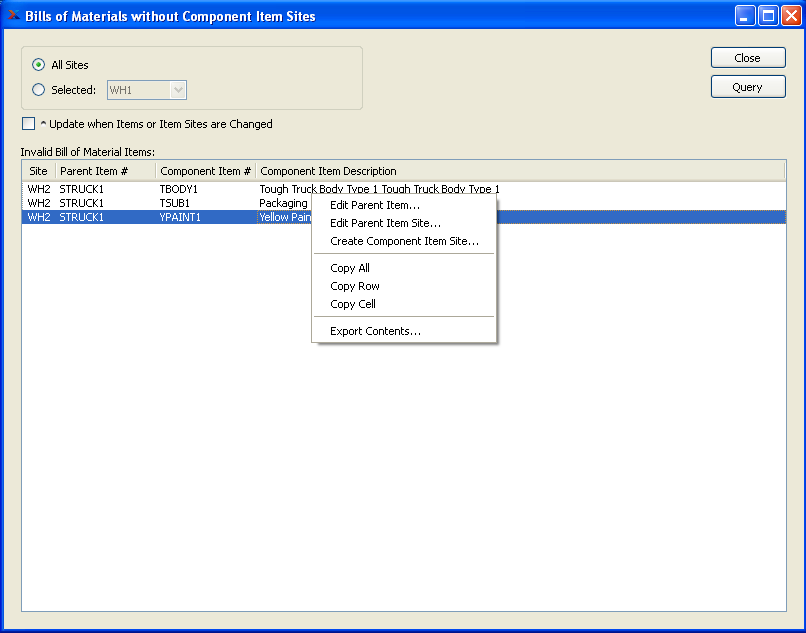 Bills of Materials without Component Item Sites
All Sites
Close
Selected: WH1
Query
^ Update when Items or Item Sites are Changed
Invalid Bill of Material Items:
Site Parent Item # Component Item # Component Item Description
WH2 STRUCK1 TBODY1 Tough Truck Body Type 1 Tough Truck Body Type 1
WH2 STRUCK1 TSUB1 Packaging
WH2 STRUCK1 YPAINT1 Yellow Pain
Edit Parent Item...
Edit Parent Item Site...
Create Component Item Site...
Copy All
Copy Row
Copy Cell
Export Contents...